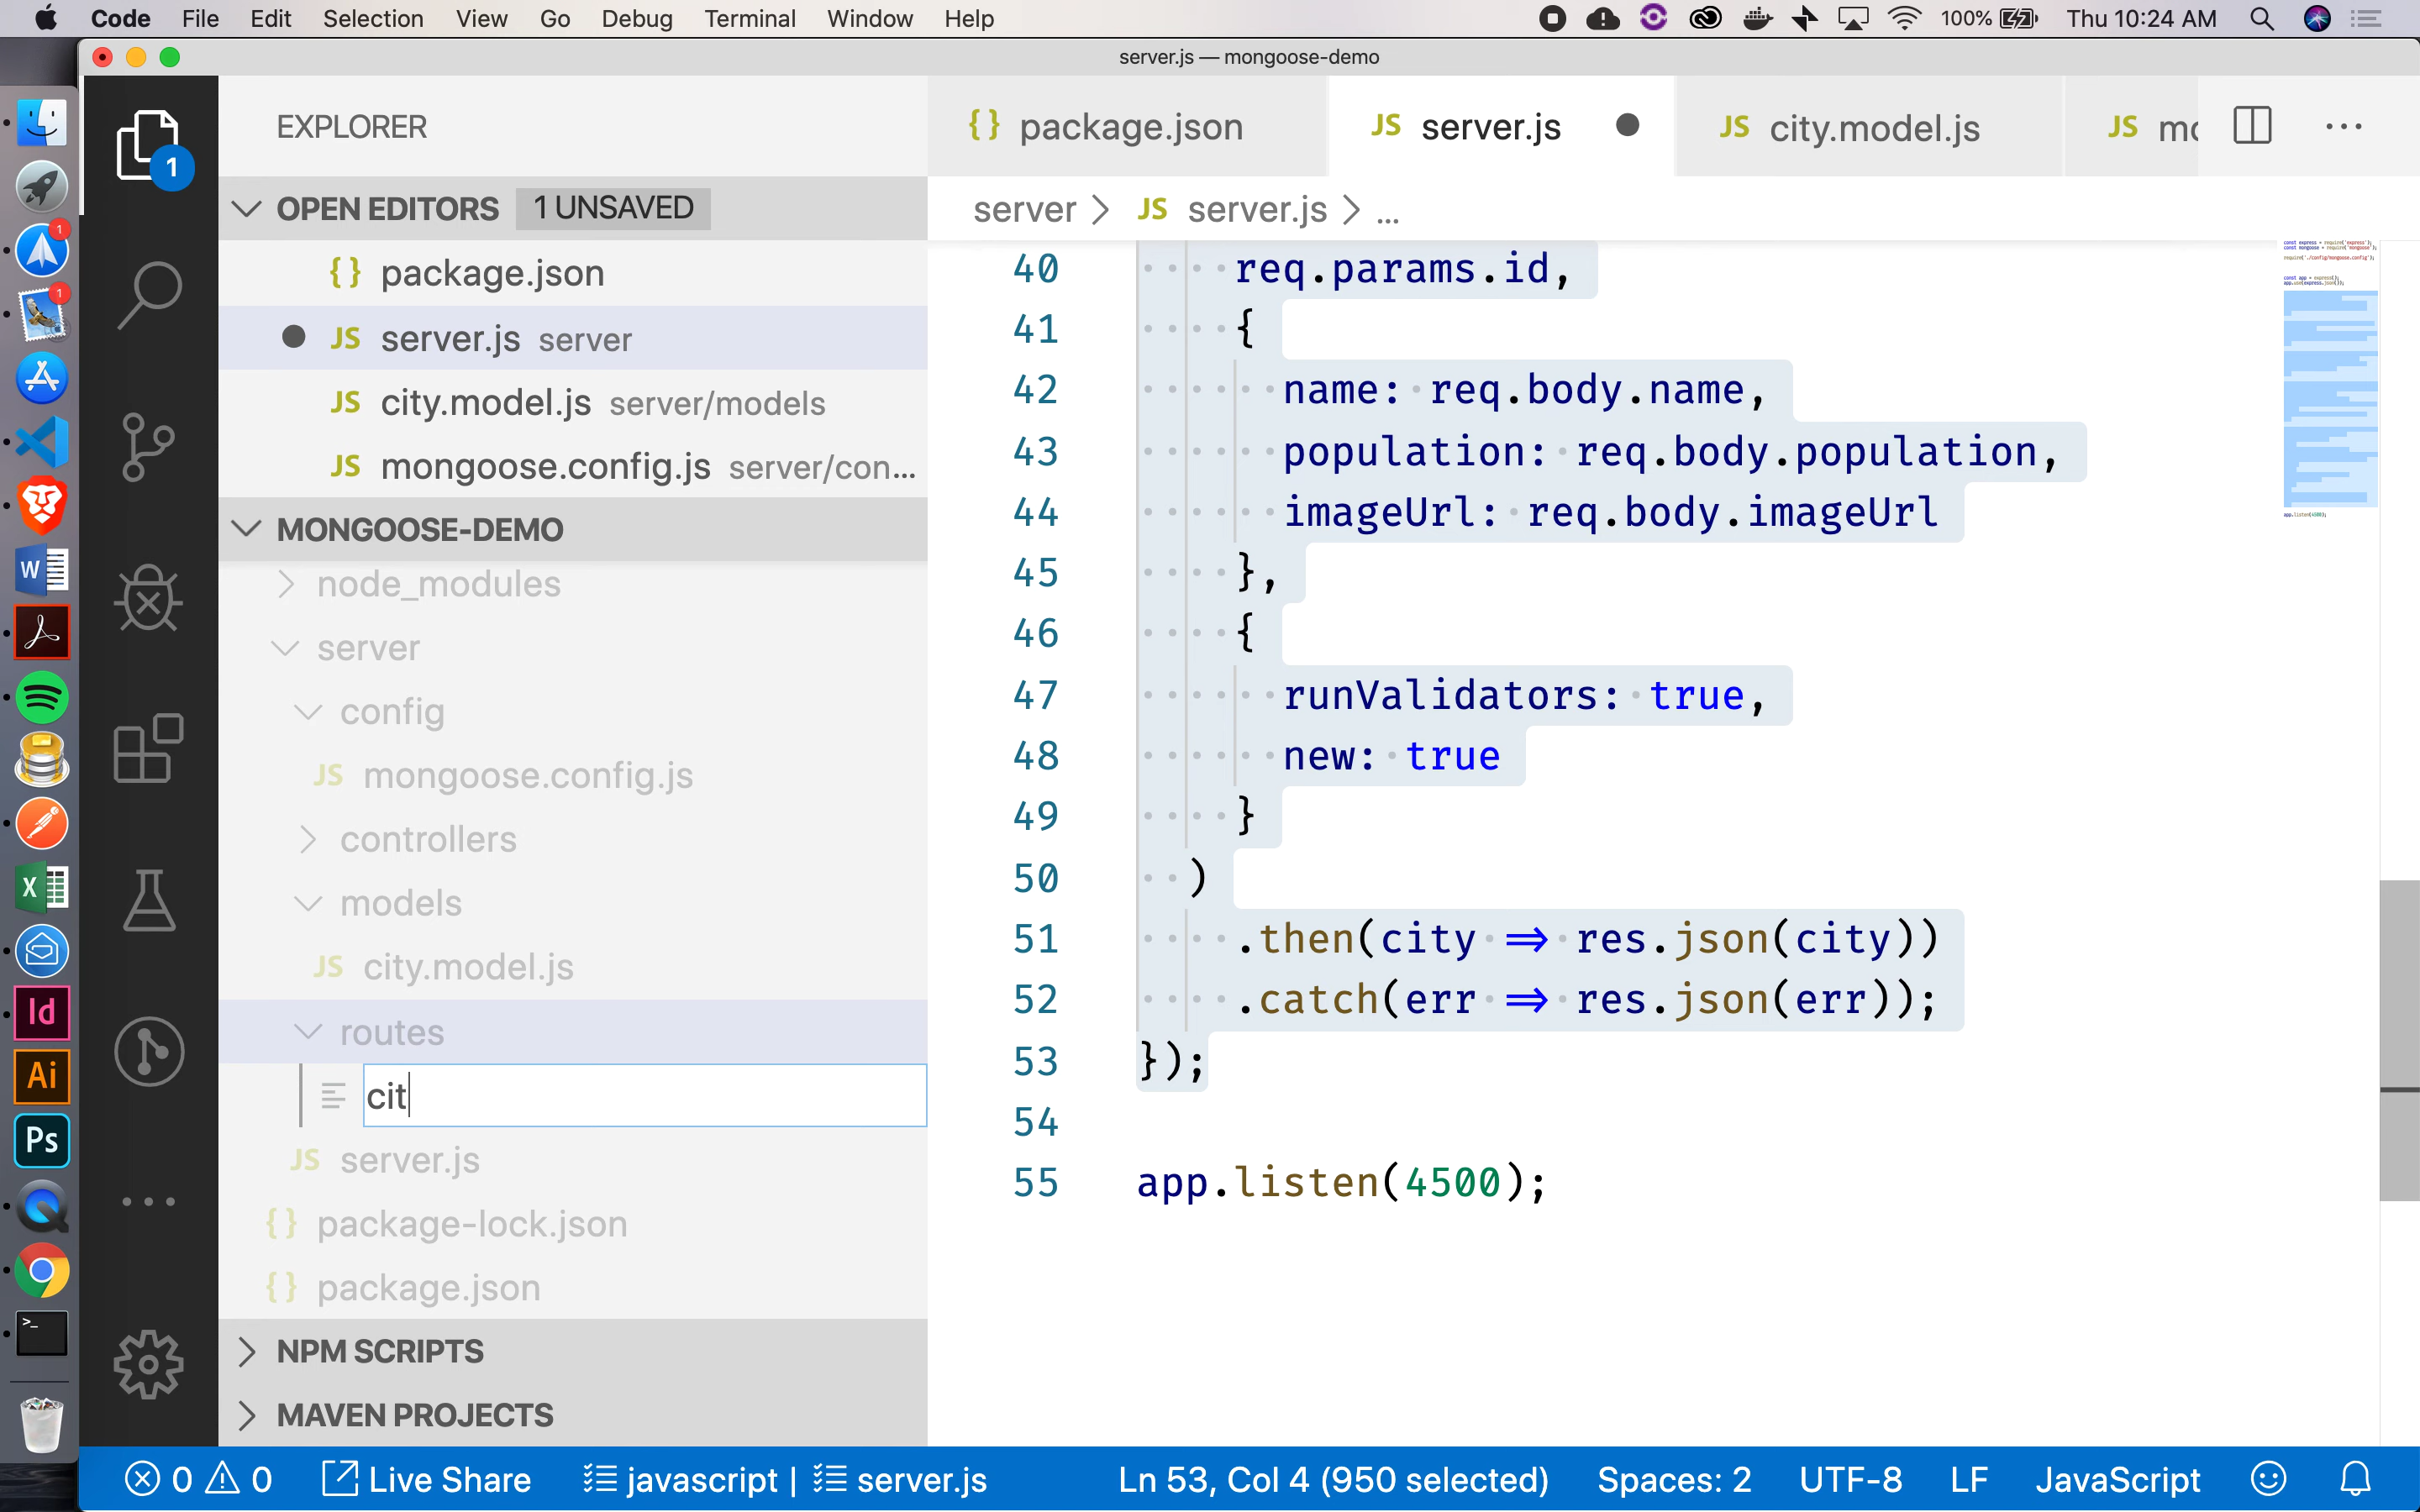 Code File Edit Selection View Go Debug Terminal Window Help 100% Thu 10:24 AM
server.js — mongoose-demo
EXPLORER
{} package.json JS server.js JS city.model.js JS
OPEN EDITORS 1 UNSAVED
server > JS server.js > ...
{} package.json
JS server.js server
JS city.model.js server/models
JS mongoose.config.js server/con...
MONGOOSE-DEMO
node_modules
server
config
JS mongoose.config.js
controllers
models
JS city.model.js
routes
cit
JS server.js
{} package-lock.json
{} package.json
NPM SCRIPTS
MAVEN PROJECTS
40 req.params.id,
41 {
42 name: req.body.name,
43 population: req.body.population,
44 imageUrl: req.body.imageUrl
45 },
46 {
47 runValidators: true,
48 new: true
49 }
50 )
51 .then(city => res.json(city))
52 .catch(err => res.json(err));
53 });
54
55 app.listen(4500);
1
1
1
W
X
Id
Ai
Ps
>_
0 0 Live Share javascript | server.js Ln 53, Col 4 (950 selected) Spaces: 2 UTF-8 LF JavaScript